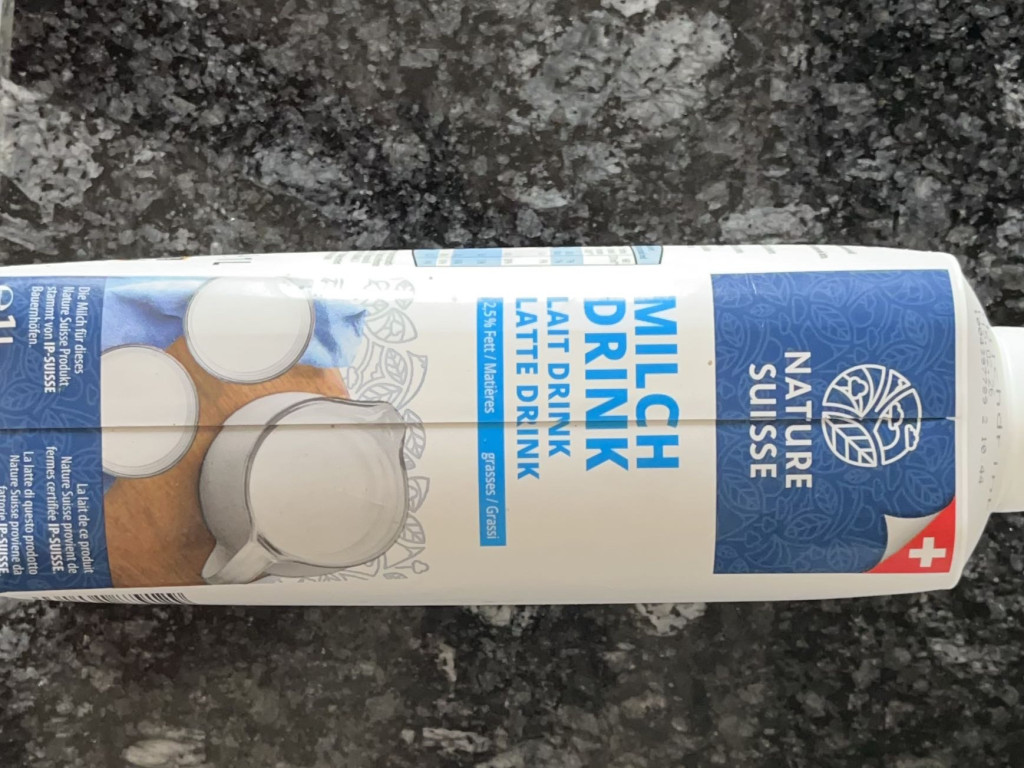 NATURE
SUISSE
MILCH
DRINK
LAIT DRINK
LATTE DRINK
2.5% Fett / Matières grasses / Grassi
Die Milch für dieses
Nature Suisse Produkt,
stammt von IP-SUISSE
Bauernhöfen.
La lait de ce produit
Nature Suisse provient de
fermes certifiée IP-SUISSE.
La latte di questo prodotto
Nature Suisse proviene da
fattorie IP-SUISSE.
e 1 L